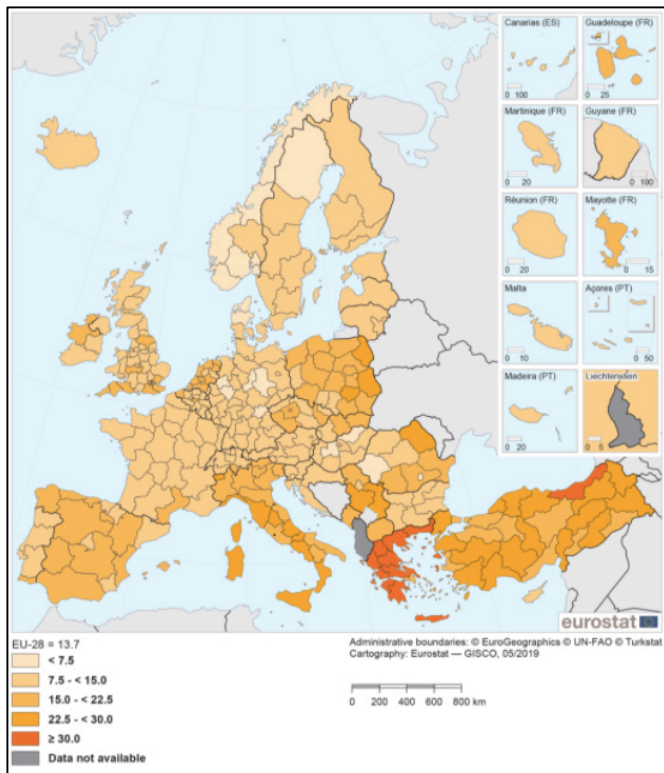 Canarias (ES)
0 100
Guadeloupe (FR)
0 25
Martinique (FR)
0 20
Guyane (FR)
0 100
Réunion (FR)
0 20
Mayotte (FR)
0 15
Malta
0 10
Açores (PT)
0 50
Madeira (PT)
0 20
Liechtenstein
0 5
eurostat
EU-28 = 13.7
< 7.5
7.5 - < 15.0
15.0 - < 22.5
22.5 - < 30.0
≥ 30.0
Data not available
Administrative boundaries: © EuroGeographics © UN-FAO © Turkstat
Cartography: Eurostat — GISCO, 05/2019
0 200 400 600 800 km